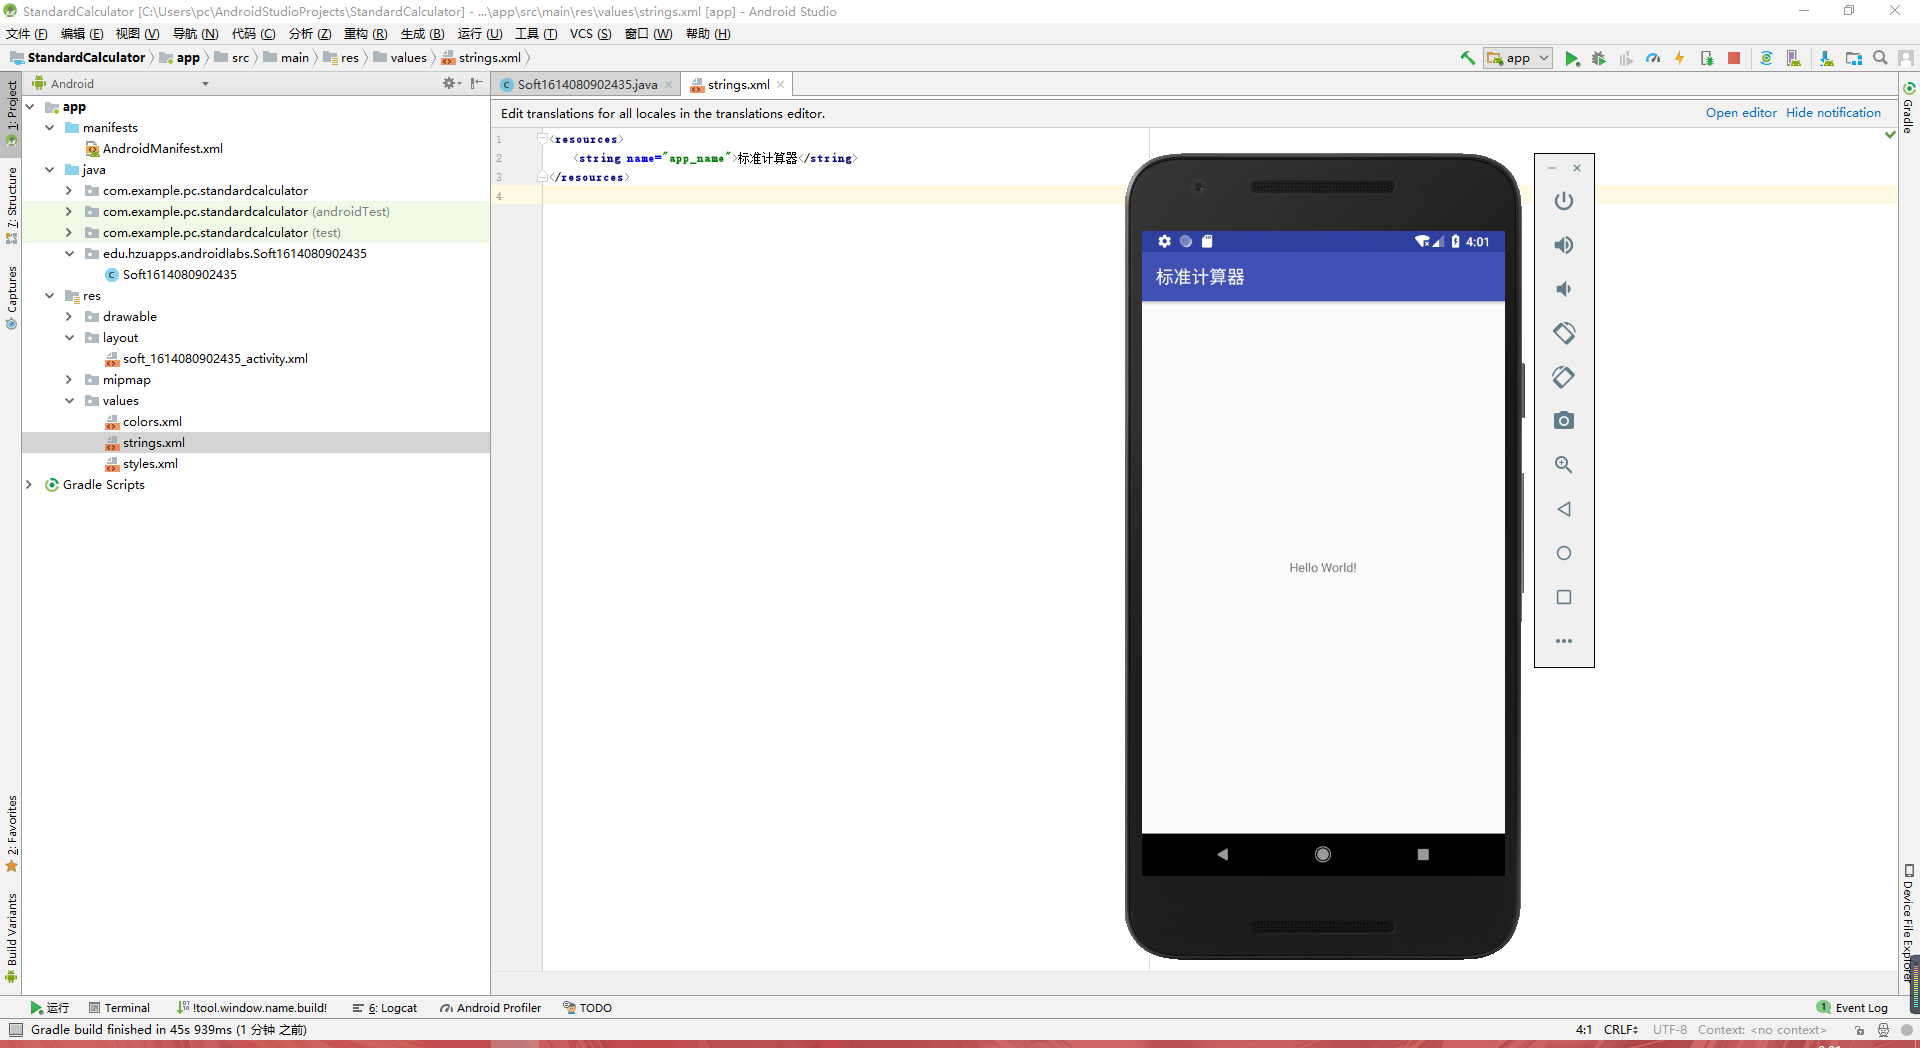 StandardCalculator [C:\Users\pc\AndroidStudioProjects\StandardCalculator] - ...\app\src\main\res\values\strings.xml [app] - Android Studio
文件 (F) 编辑 (E) 视图 (V) 导航 (N) 代码 (C) 分析 (Z) 重构 (R) 生成 (B) 运行 (U) 工具 (T) VCS (S) 窗口 (W) 帮助 (H)
StandardCalculator app src main res values strings.xml
app
Android
Soft1614080902435.java strings.xml
Edit translations for all locales in the translations editor.
Open editor Hide notification
1: Project
7: Structure
Captures
2: Favorites
Build Variants
app
manifests
AndroidManifest.xml
java
com.example.pc.standardcalculator
com.example.pc.standardcalculator (androidTest)
com.example.pc.standardcalculator (test)
edu.hzuapps.androidlabs.Soft1614080902435
Soft1614080902435
res
drawable
layout
soft_1614080902435_activity.xml
mipmap
values
colors.xml
strings.xml
styles.xml
Gradle Scripts
1 <resources>
2 <string name="app_name">标准计算器</string>
3 </resources>
4
4:01
标准计算器
Hello World!
Gradle
Device File Explorer
运行 Terminal !tool.window.name.build! 6: Logcat Android Profiler TODO
1 Event Log
Gradle build finished in 45s 939ms (1 分钟 之前)
4:1 CRLF UTF-8 Context: <no context>